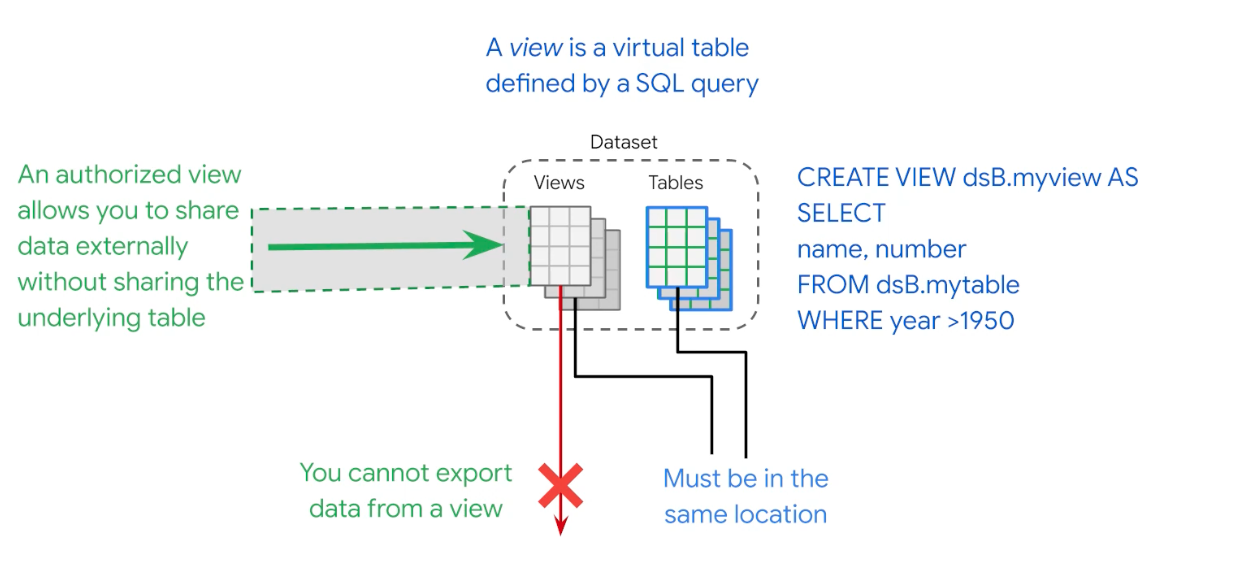 A view is a virtual table
defined by a SQL query
Dataset
Views
Tables
An authorized view
allows you to share
data externally
without sharing the
underlying table
CREATE VIEW dsB.myview AS
SELECT
name, number
FROM dsB.mytable
WHERE year >1950
You cannot export
data from a view
Must be in the
same location